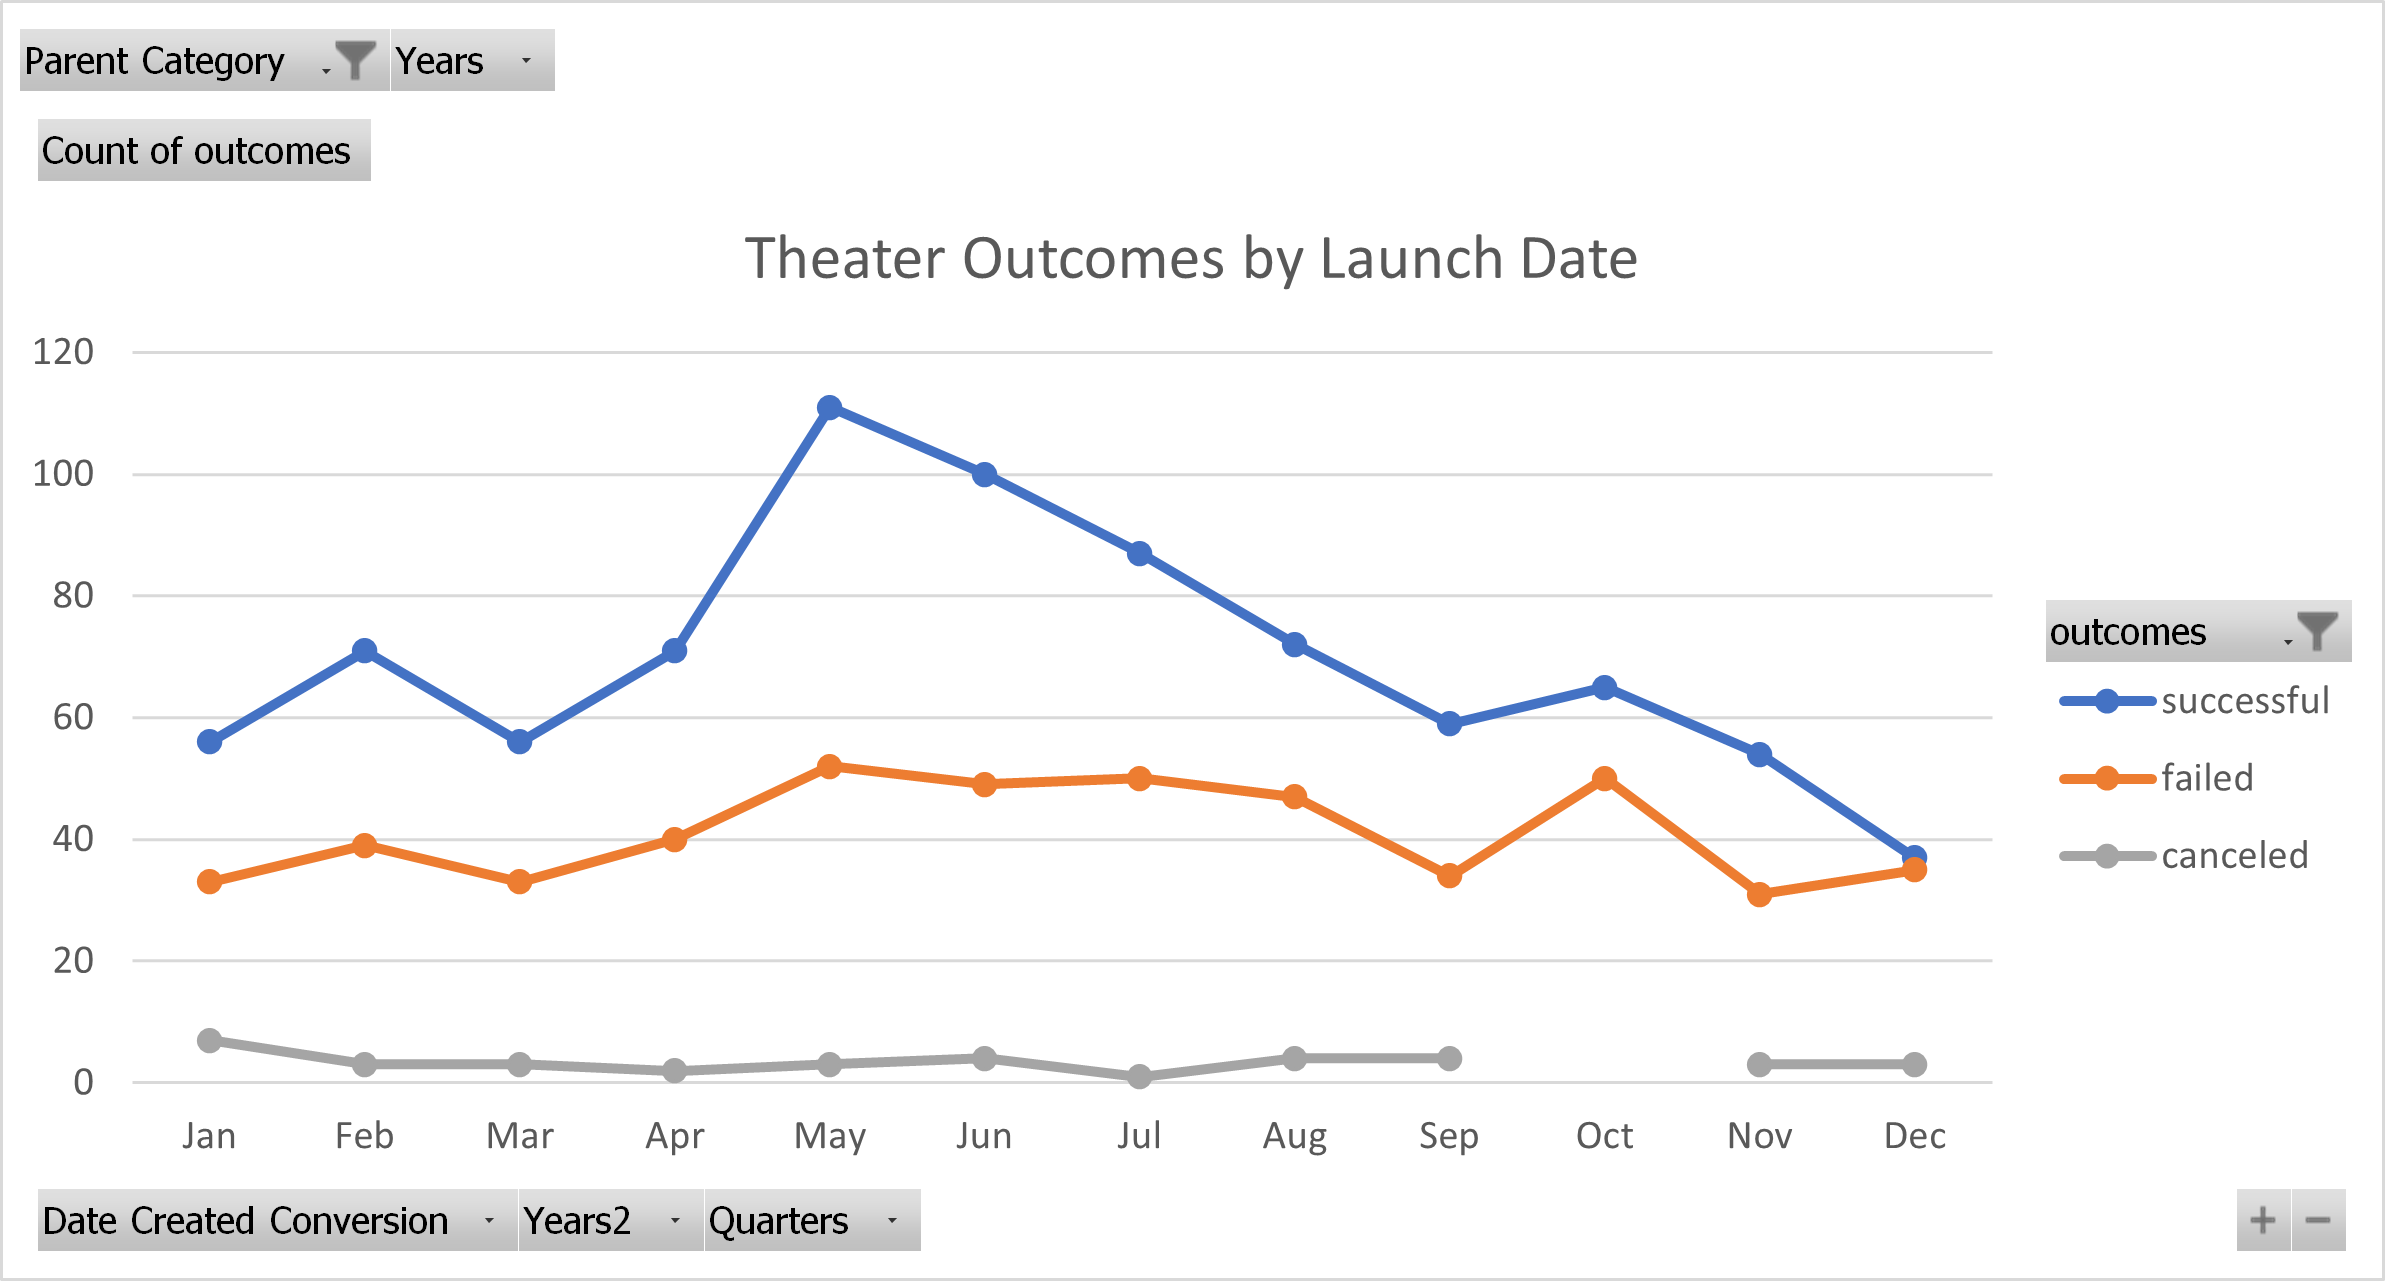 Parent Category Years
Count of outcomes
Theater Outcomes by Launch Date
120
100
80
60
40
20
0
Jan Feb Mar Apr May Jun Jul Aug Sep Oct Nov Dec
outcomes
successful
failed
canceled
Date Created Conversion Years2 Quarters
+ −